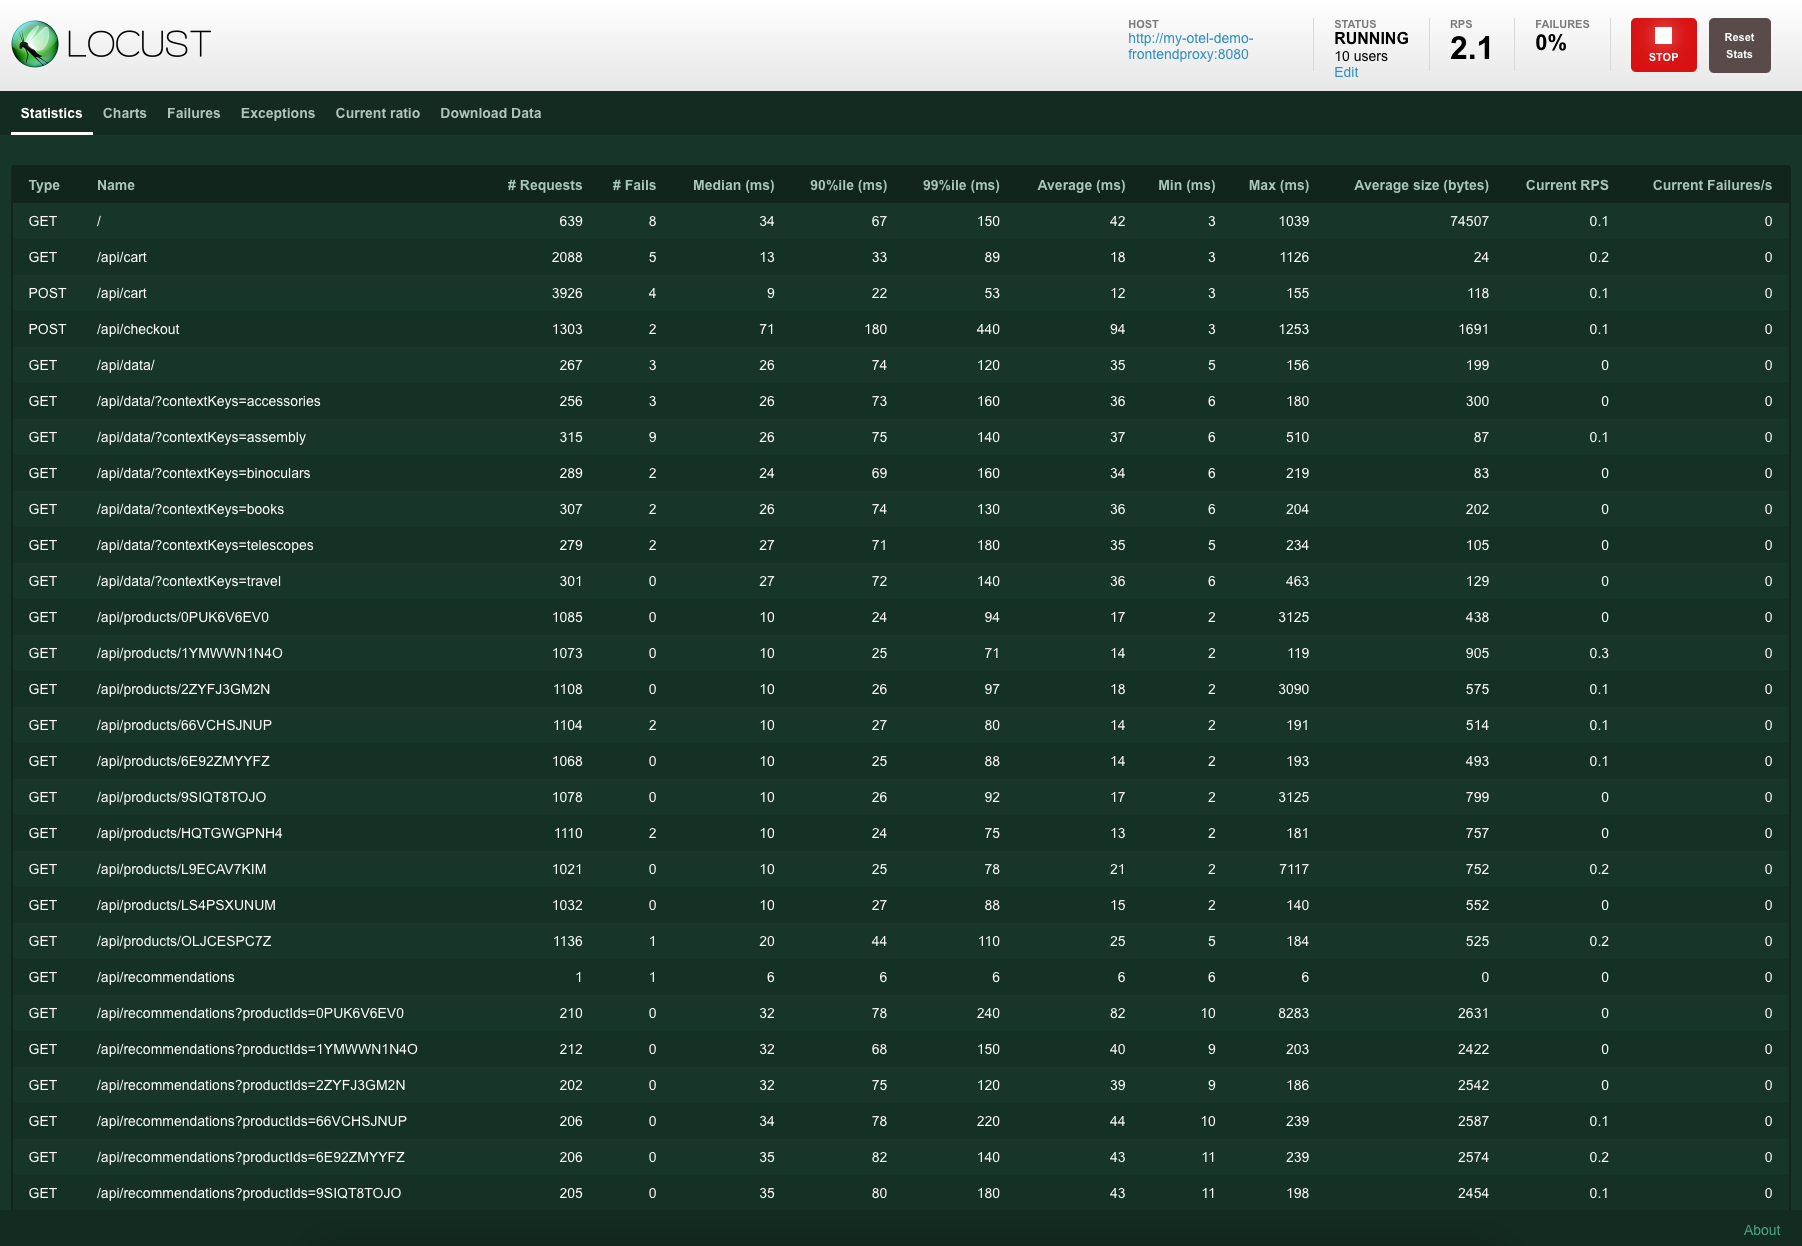 LOCUST
HOST
http://my-otel-demo-
frontendproxy:8080
STATUS
RUNNING
10 users
Edit
RPS
2.1
FAILURES
0%
STOP
Reset
Stats
Statistics Charts Failures Exceptions Current ratio Download Data
Type Name # Requests # Fails Median (ms) 90%ile (ms) 99%ile (ms) Average (ms) Min (ms) Max (ms) Average size (bytes) Current RPS Current Failures/s
GET / 639 8 34 67 150 42 3 1039 74507 0.1 0
GET /api/cart 2088 5 13 33 89 18 3 1126 24 0.2 0
POST /api/cart 3926 4 9 22 53 12 3 155 118 0.1 0
POST /api/checkout 1303 2 71 180 440 94 3 1253 1691 0.1 0
GET /api/data/ 267 3 26 74 120 35 5 156 199 0 0
GET /api/data/?contextKeys=accessories 256 3 26 73 160 36 6 180 300 0 0
GET /api/data/?contextKeys=assembly 315 9 26 75 140 37 6 510 87 0.1 0
GET /api/data/?contextKeys=binoculars 289 2 24 69 160 34 6 219 83 0 0
GET /api/data/?contextKeys=books 307 2 26 74 130 36 6 204 202 0 0
GET /api/data/?contextKeys=telescopes 279 2 27 71 180 35 5 234 105 0 0
GET /api/data/?contextKeys=travel 301 0 27 72 140 36 6 463 129 0 0
GET /api/products/0PUK6V6EV0 1085 0 10 24 94 17 2 3125 438 0 0
GET /api/products/1YMWWN1N4O 1073 0 10 25 71 14 2 119 905 0.3 0
GET /api/products/2ZYFJ3GM2N 1108 0 10 26 97 18 2 3090 575 0.1 0
GET /api/products/66VCHSJNUP 1104 2 10 27 80 14 2 191 514 0.1 0
GET /api/products/6E92ZMYYFZ 1068 0 10 25 88 14 2 193 493 0.1 0
GET /api/products/9SIQT8TOJO 1078 0 10 26 92 17 2 3125 799 0 0
GET /api/products/HQTGWGPNH4 1110 2 10 24 75 13 2 181 757 0 0
GET /api/products/L9ECAV7KIM 1021 0 10 25 78 21 2 7117 752 0.2 0
GET /api/products/LS4PSXUNUM 1032 0 10 27 88 15 2 140 552 0 0
GET /api/products/OLJCESPC7Z 1136 1 20 44 110 25 5 184 525 0.2 0
GET /api/recommendations 1 1 6 6 6 6 6 6 0 0 0
GET /api/recommendations?productIds=0PUK6V6EV0 210 0 32 78 240 82 10 8283 2631 0 0
GET /api/recommendations?productIds=1YMWWN1N4O 212 0 32 68 150 40 9 203 2422 0 0
GET /api/recommendations?productIds=2ZYFJ3GM2N 202 0 32 75 120 39 9 186 2542 0 0
GET /api/recommendations?productIds=66VCHSJNUP 206 0 34 78 220 44 10 239 2587 0.1 0
GET /api/recommendations?productIds=6E92ZMYYFZ 206 0 35 82 140 43 11 239 2574 0.2 0
GET /api/recommendations?productIds=9SIQT8TOJO 205 0 35 80 180 43 11 198 2454 0.1 0
About